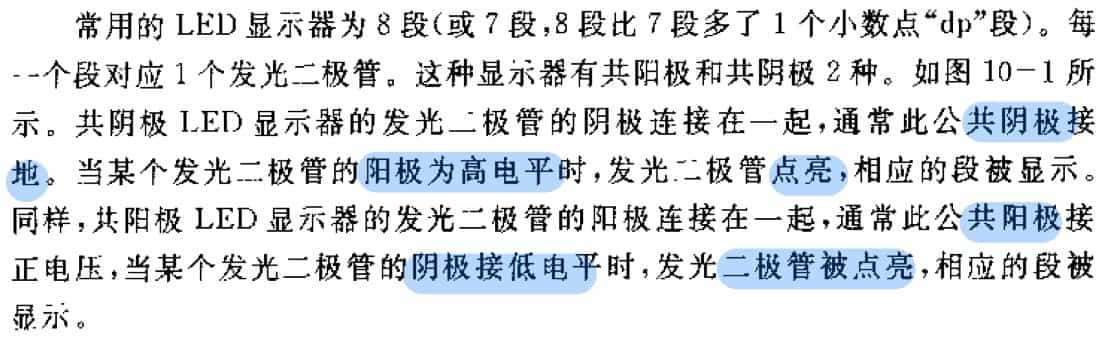 常用的 LED 显示器为 8 段(或 7 段,8 段比 7 段多了 1 个小数点“dp”段)。每
一个段对应 1 个发光二极管。这种显示器有共阳极和共阴极 2 种。如图 10-1 所
示。共阴极 LED 显示器的发光二极管的阴极连接在一起,通常此公共阴极接
地。当某个发光二极管的阳极为高电平时,发光二极管点亮,相应的段被显示。
同样,共阳极 LED 显示器的发光二极管的阳极连接在一起,通常此公共阳极接
正电压,当某个发光二极管的阴极接低电平时,发光二极管被点亮,相应的段被
显示。